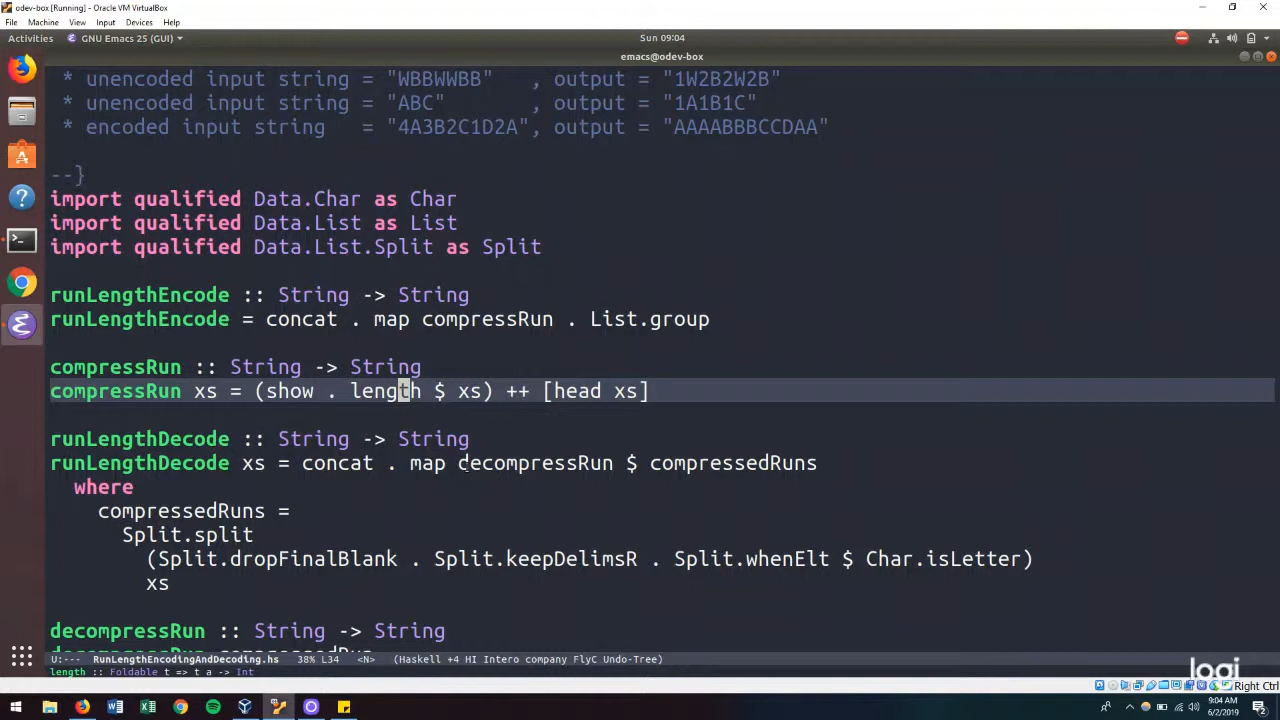 odev-box [Running] - Oracle VM VirtualBox
File Machine View Input Devices Help
Activities GNU Emacs 25 (GUI) Sun 09:04
emacs@odev-box
* unencoded input string = "WBBWWBB" , output = "1W2B2W2B"
* unencoded input string = "ABC" , output = "1A1B1C"
* encoded input string = "4A3B2C1D2A", output = "AAAABBBCCDAA"
--}
import qualified Data.Char as Char
import qualified Data.List as List
import qualified Data.List.Split as Split
runLengthEncode :: String -> String
runLengthEncode = concat . map compressRun . List.group
compressRun :: String -> String
compressRun xs = (show . length $ xs) ++ [head xs]
runLengthDecode :: String -> String
runLengthDecode xs = concat . map decompressRun $ compressedRuns
where
compressedRuns =
Split.split
(Split.dropFinalBlank . Split.keepDelimsR . Split.whenElt $ Char.isLetter)
xs
decompressRun :: String -> String
U:--- RunLengthEncodingAndDecoding.hs 38% L34 <N> (Haskell +4 HI Intero company FlyC Undo-Tree)
length :: Foldable t => t a -> Int
logi
Right Ctrl
9:04 AM
6/2/2019